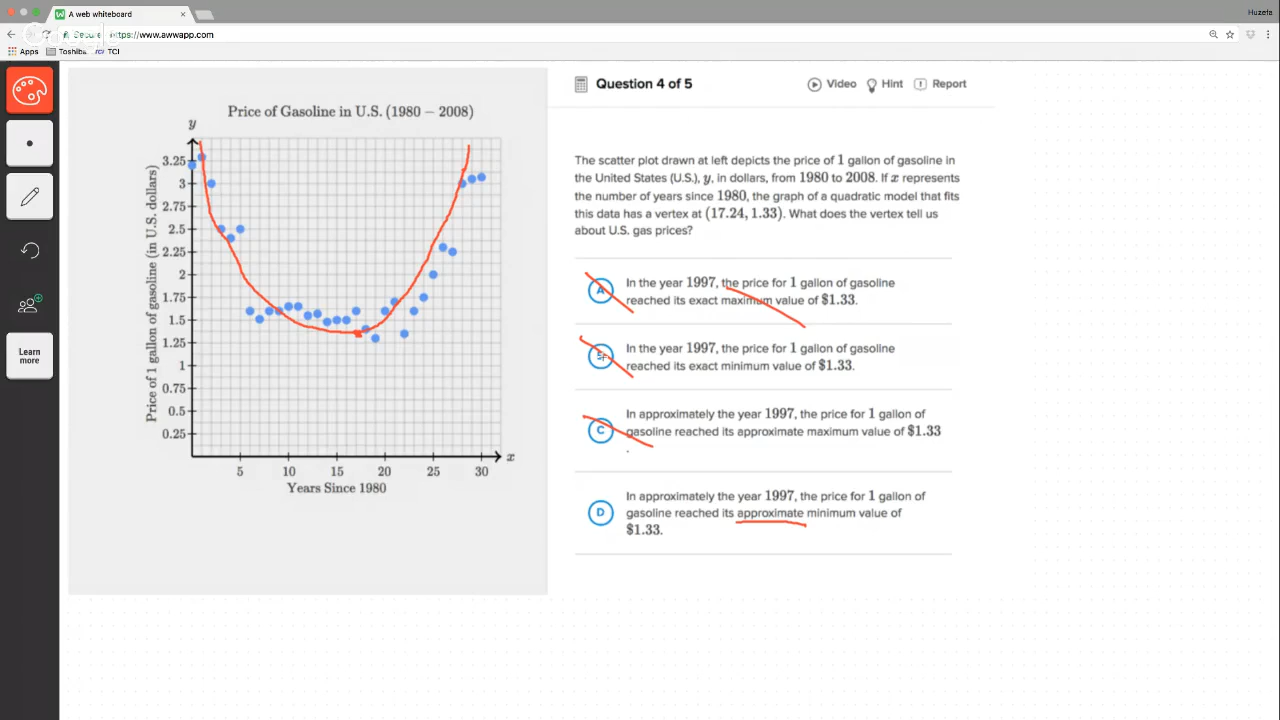 A web whiteboard
×
Huzefa
Secure
https://www.awwapp.com
Apps
Toshiba
TCI
Question 4 of 5
Video
Hint
Report
Price of Gasoline in U.S. (1980 – 2008)
y
Price of 1 gallon of gasoline (in U.S. dollars)
3.25
3
2.75
2.5
2.25
2
1.75
1.5
1.25
1
0.75
0.5
0.25
5 10 15 20 25 30
x
Years Since 1980
Learn
more
The scatter plot drawn at left depicts the price of 1 gallon of gasoline in
the United States (U.S.), y, in dollars, from 1980 to 2008. If x represents
the number of years since 1980, the graph of a quadratic model that fits
this data has a vertex at (17.24, 1.33). What does the vertex tell us
about U.S. gas prices?
A
In the year 1997, the price for 1 gallon of gasoline
reached its exact maximum value of $1.33.
In the year 1997, the price for 1 gallon of gasoline
reached its exact minimum value of $1.33.
C
In approximately the year 1997, the price for 1 gallon of
gasoline reached its approximate maximum value of $1.33
.
D
In approximately the year 1997, the price for 1 gallon of
gasoline reached its approximate minimum value of
$1.33.